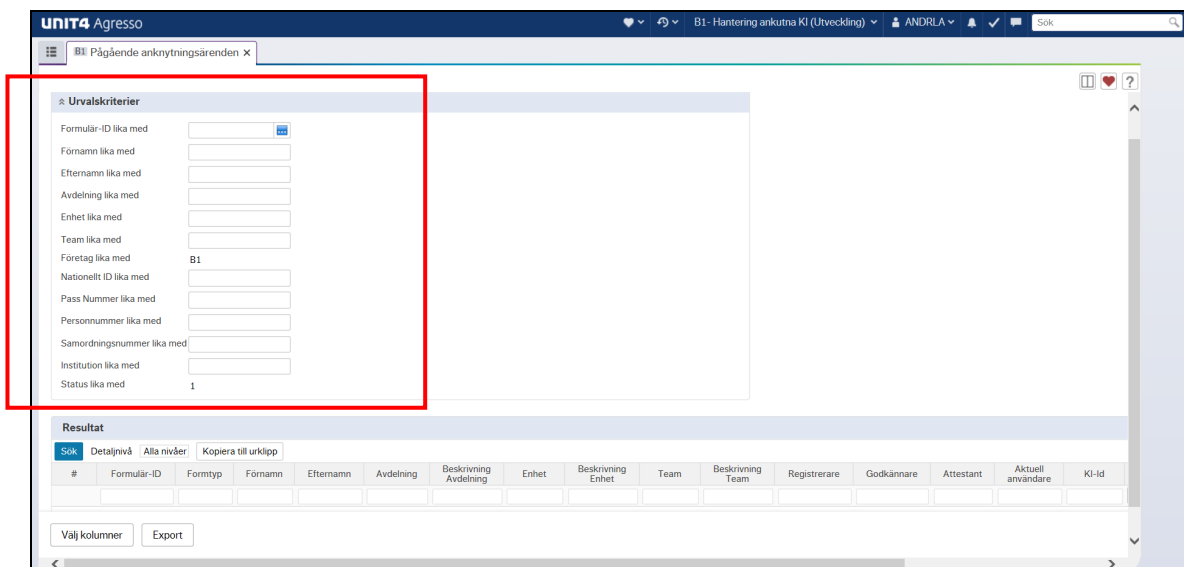 UNIT4 Agresso
B1- Hantering ankutna KI (Utveckling)
ANDRLA
Sök
B1 Pågående anknytningsärenden ×
?
Urvalskriterier
Formulär-ID lika med
Förnamn lika med
Efternamn lika med
Avdelning lika med
Enhet lika med
Team lika med
Företag lika med B1
Nationellt ID lika med
Pass Nummer lika med
Personnummer lika med
Samordningsnummer lika med
Institution lika med
Status lika med 1
Resultat
Sök Detaljnivå Alla nivåer Kopiera till urklipp
# Formulär-ID Formtyp Förnamn Efternamn Avdelning Beskrivning Avdelning Enhet Beskrivning Enhet Team Beskrivning Team Registrerare Godkännare Attestant Aktuell användare KI-Id
Välj kolumner Export